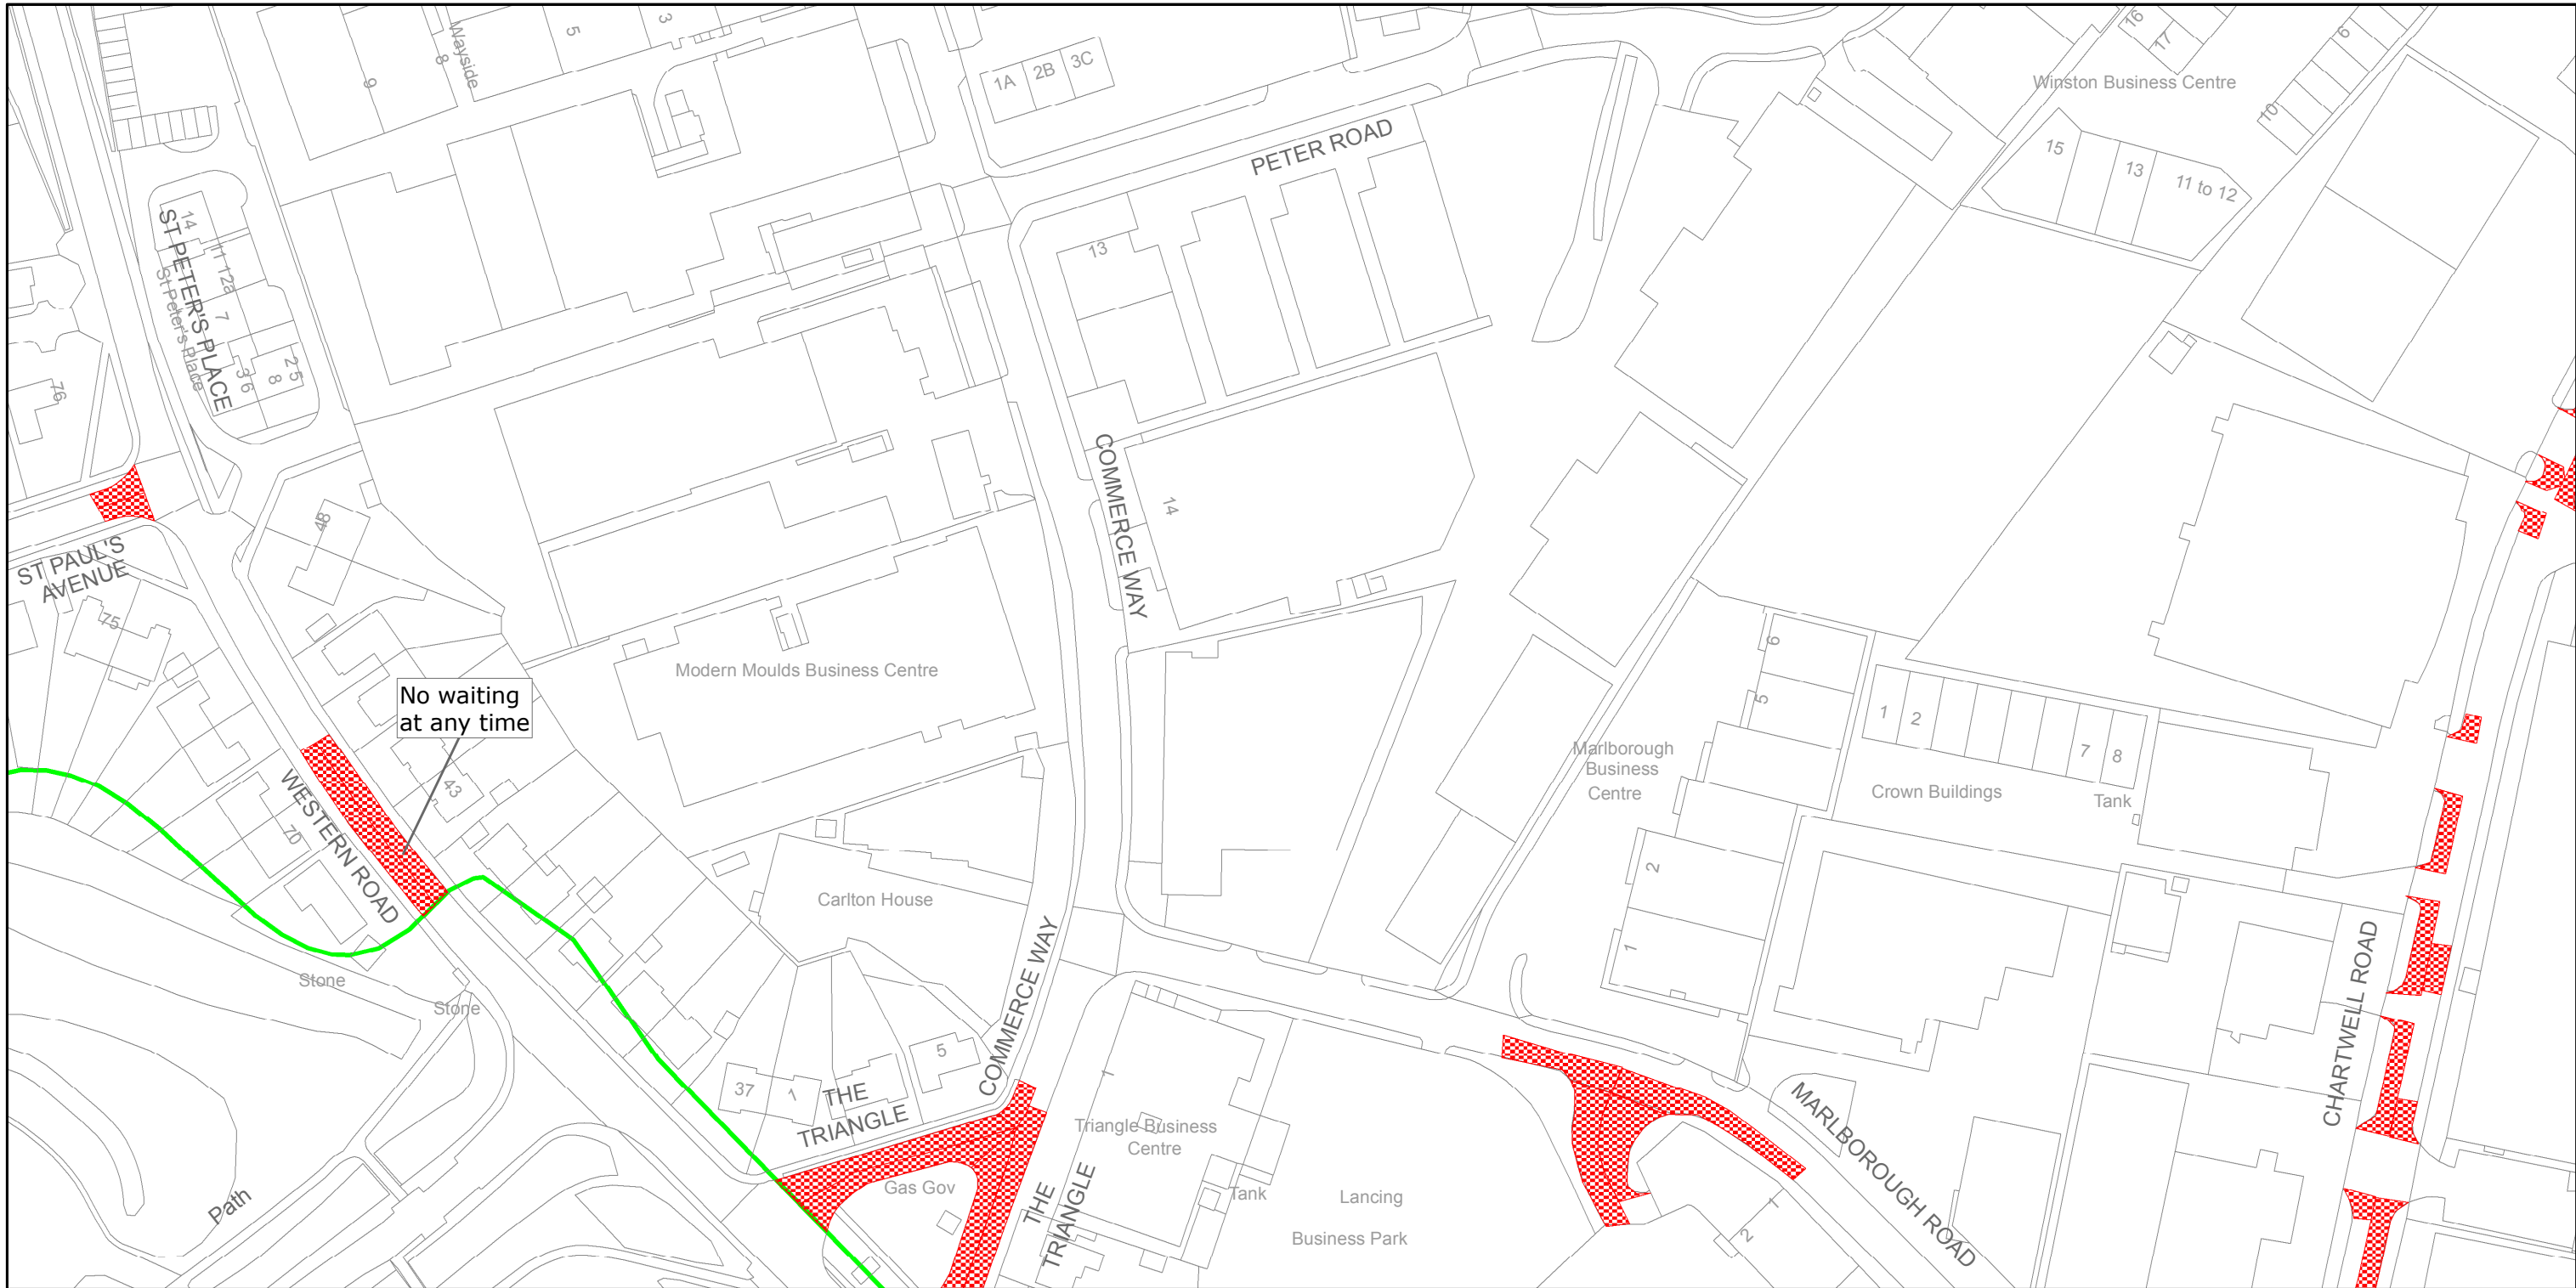 Wayside
8
9
5
3
1A
2B
3C
16
17
6
Winston Business Centre
10
15
13
11 to 12
PETER ROAD
14
ST PETER'S PLACE
St Peter's Place
11 12a
7
3 6
8
2 5
13
76
COMMERCE WAY
14
48
ST PAUL'S
AVENUE
75
No waiting
at any time
Modern Moulds Business Centre
43
WESTERN ROAD
70
6
5
1
2
7
8
Marlborough
Business
Centre
Crown Buildings
Tank
2
1
Carlton House
Stone
Stone
COMMERCE WAY
CHARTWELL ROAD
5
37
1
THE
TRIANGLE
1
Triangle Business
Centre
MARLBOROUGH ROAD
Gas Gov
THE
TRIANGLE
Tank
Lancing
Business Park
Path
1
2